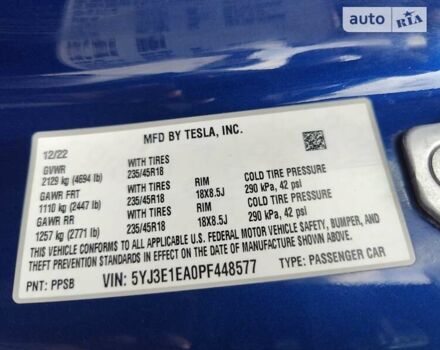 auto RIA
MFD BY TESLA, INC.
12/22
GVWR WITH TIRES
2129 kg (4694 lb) 235/45R18 RIM COLD TIRE PRESSURE
GAWR FRT WITH TIRES 18X8.5J 290 kPa, 42 psi
1110 kg (2447 lb) 235/45R18 RIM COLD TIRE PRESSURE
GAWR RR WITH TIRES 18X8.5J 290 kPa, 42 psi
1257 kg (2771 lb) 235/45R18
THIS VEHICLE CONFORMS TO ALL APPLICABLE U.S. FEDERAL MOTOR VEHICLE SAFETY, BUMPER, AND
THEFT PREVENTION STANDARDS IN EFFECT ON THE DATE OF MANUFACTURE SHOWN ABOVE.
PNT: PPSB VIN: 5YJ3E1EA0PF448577 TYPE: PASSENGER CAR